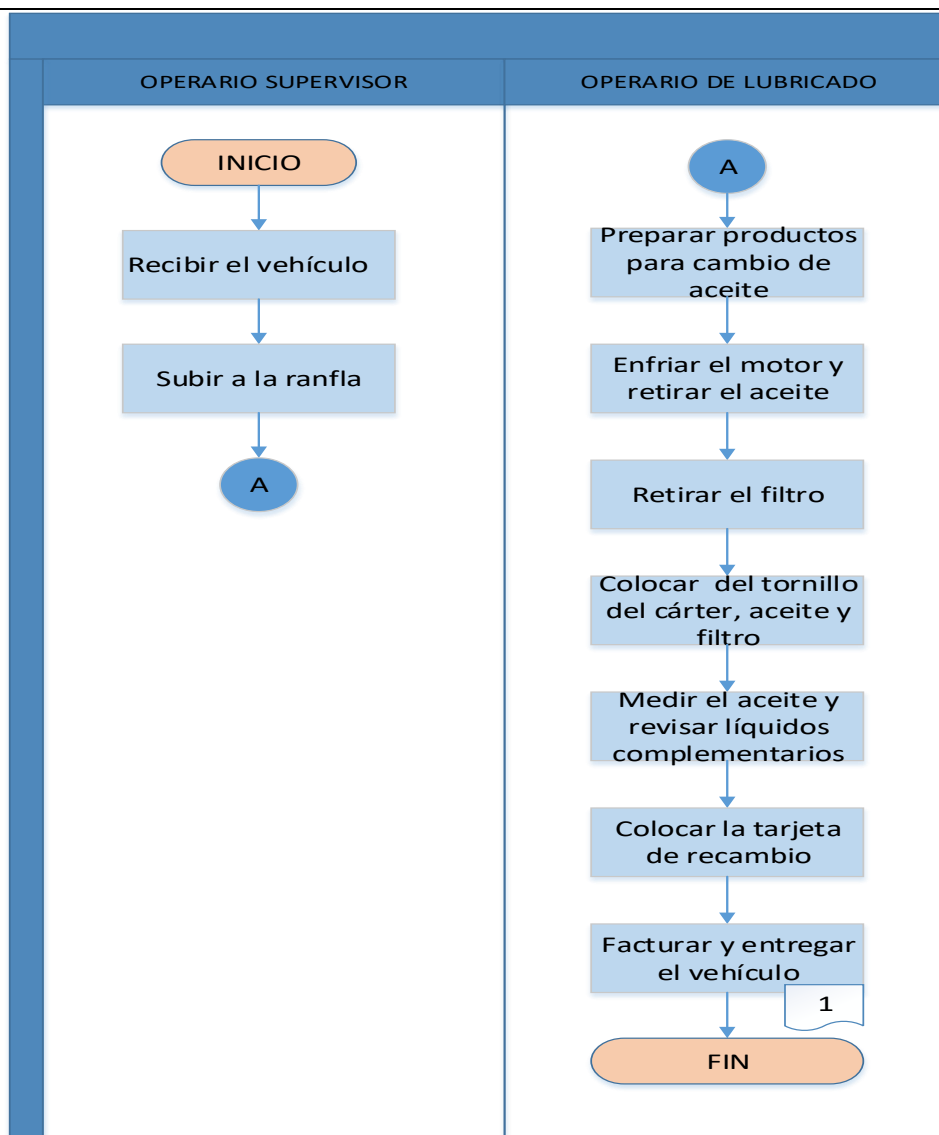 OPERARIO SUPERVISOR
OPERARIO DE LUBRICADO
INICIO
Recibir el vehículo
Subir a la ranfla
A
A
Preparar productos
para cambio de
aceite
Enfriar el motor y
retirar el aceite
Retirar el filtro
Colocar del tornillo
del cárter, aceite y
filtro
Medir el aceite y
revisar líquidos
complementarios
Colocar la tarjeta
de recambio
Facturar y entregar
el vehículo
1
FIN